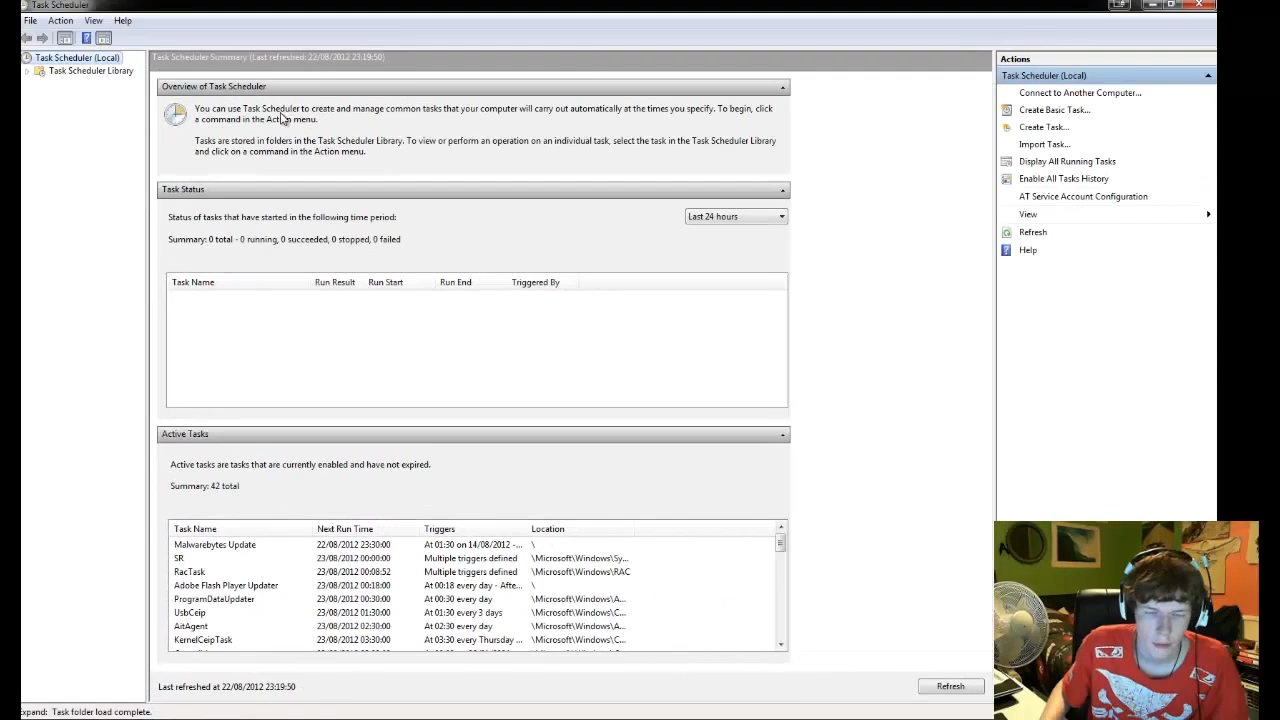 Task Scheduler
File Action View Help
Task Scheduler (Local)
Task Scheduler Library
Task Scheduler Summary (Last refreshed: 22/08/2012 23:19:50)
Overview of Task Scheduler
You can use Task Scheduler to create and manage common tasks that your computer will carry out automatically at the times you specify. To begin, click
a command in the Action menu.
Tasks are stored in folders in the Task Scheduler Library. To view or perform an operation on an individual task, select the task in the Task Scheduler Library
and click on a command in the Action menu.
Task Status
Status of tasks that have started in the following time period:
Last 24 hours
Summary: 0 total - 0 running, 0 succeeded, 0 stopped, 0 failed
Task Name Run Result Run Start Run End Triggered By
Active Tasks
Active tasks are tasks that are currently enabled and have not expired.
Summary: 42 total
Task Name Next Run Time Triggers Location
Malwarebytes Update 22/08/2012 23:30:00 At 01:30 on 14/08/2012 -... \
SR 23/08/2012 00:00:00 Multiple triggers defined \Microsoft\Windows\Sy...
RacTask 23/08/2012 00:08:52 Multiple triggers defined \Microsoft\Windows\RAC
Adobe Flash Player Updater 23/08/2012 00:18:00 At 00:18 every day - Afte... \
ProgramDataUpdater 23/08/2012 00:30:00 At 00:30 every day \Microsoft\Windows\A...
UsbCeip 23/08/2012 01:30:00 At 01:30 every 3 days \Microsoft\Windows\C...
AitAgent 23/08/2012 02:30:00 At 02:30 every day \Microsoft\Windows\A...
KernelCeipTask 23/08/2012 03:30:00 At 03:30 every Thursday ... \Microsoft\Windows\C...
Last refreshed at 22/08/2012 23:19:50
Refresh
Actions
Task Scheduler (Local)
Connect to Another Computer...
Create Basic Task...
Create Task...
Import Task...
Display All Running Tasks
Enable All Tasks History
AT Service Account Configuration
View
Refresh
Help
xpand: Task folder load complete.